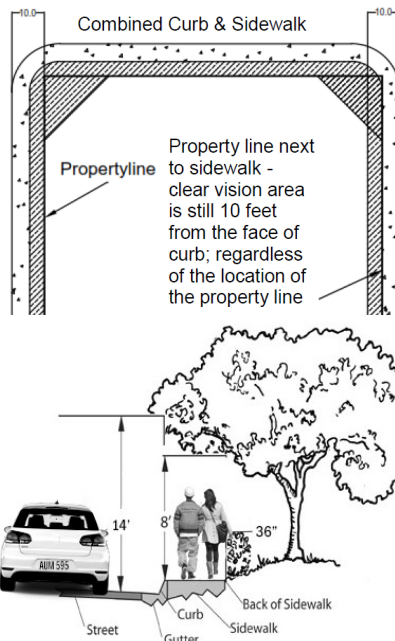 10.0
10.0
Combined Curb & Sidewalk
Property line next
to sidewalk -
Propertyline
clear vision area
is still 10 feet
from the face of
curb; regardless
of the location of
the property line
14'
8'
36"
AUM 595
Back of Sidewalk
Curb
Sidewalk
Street
Gutter